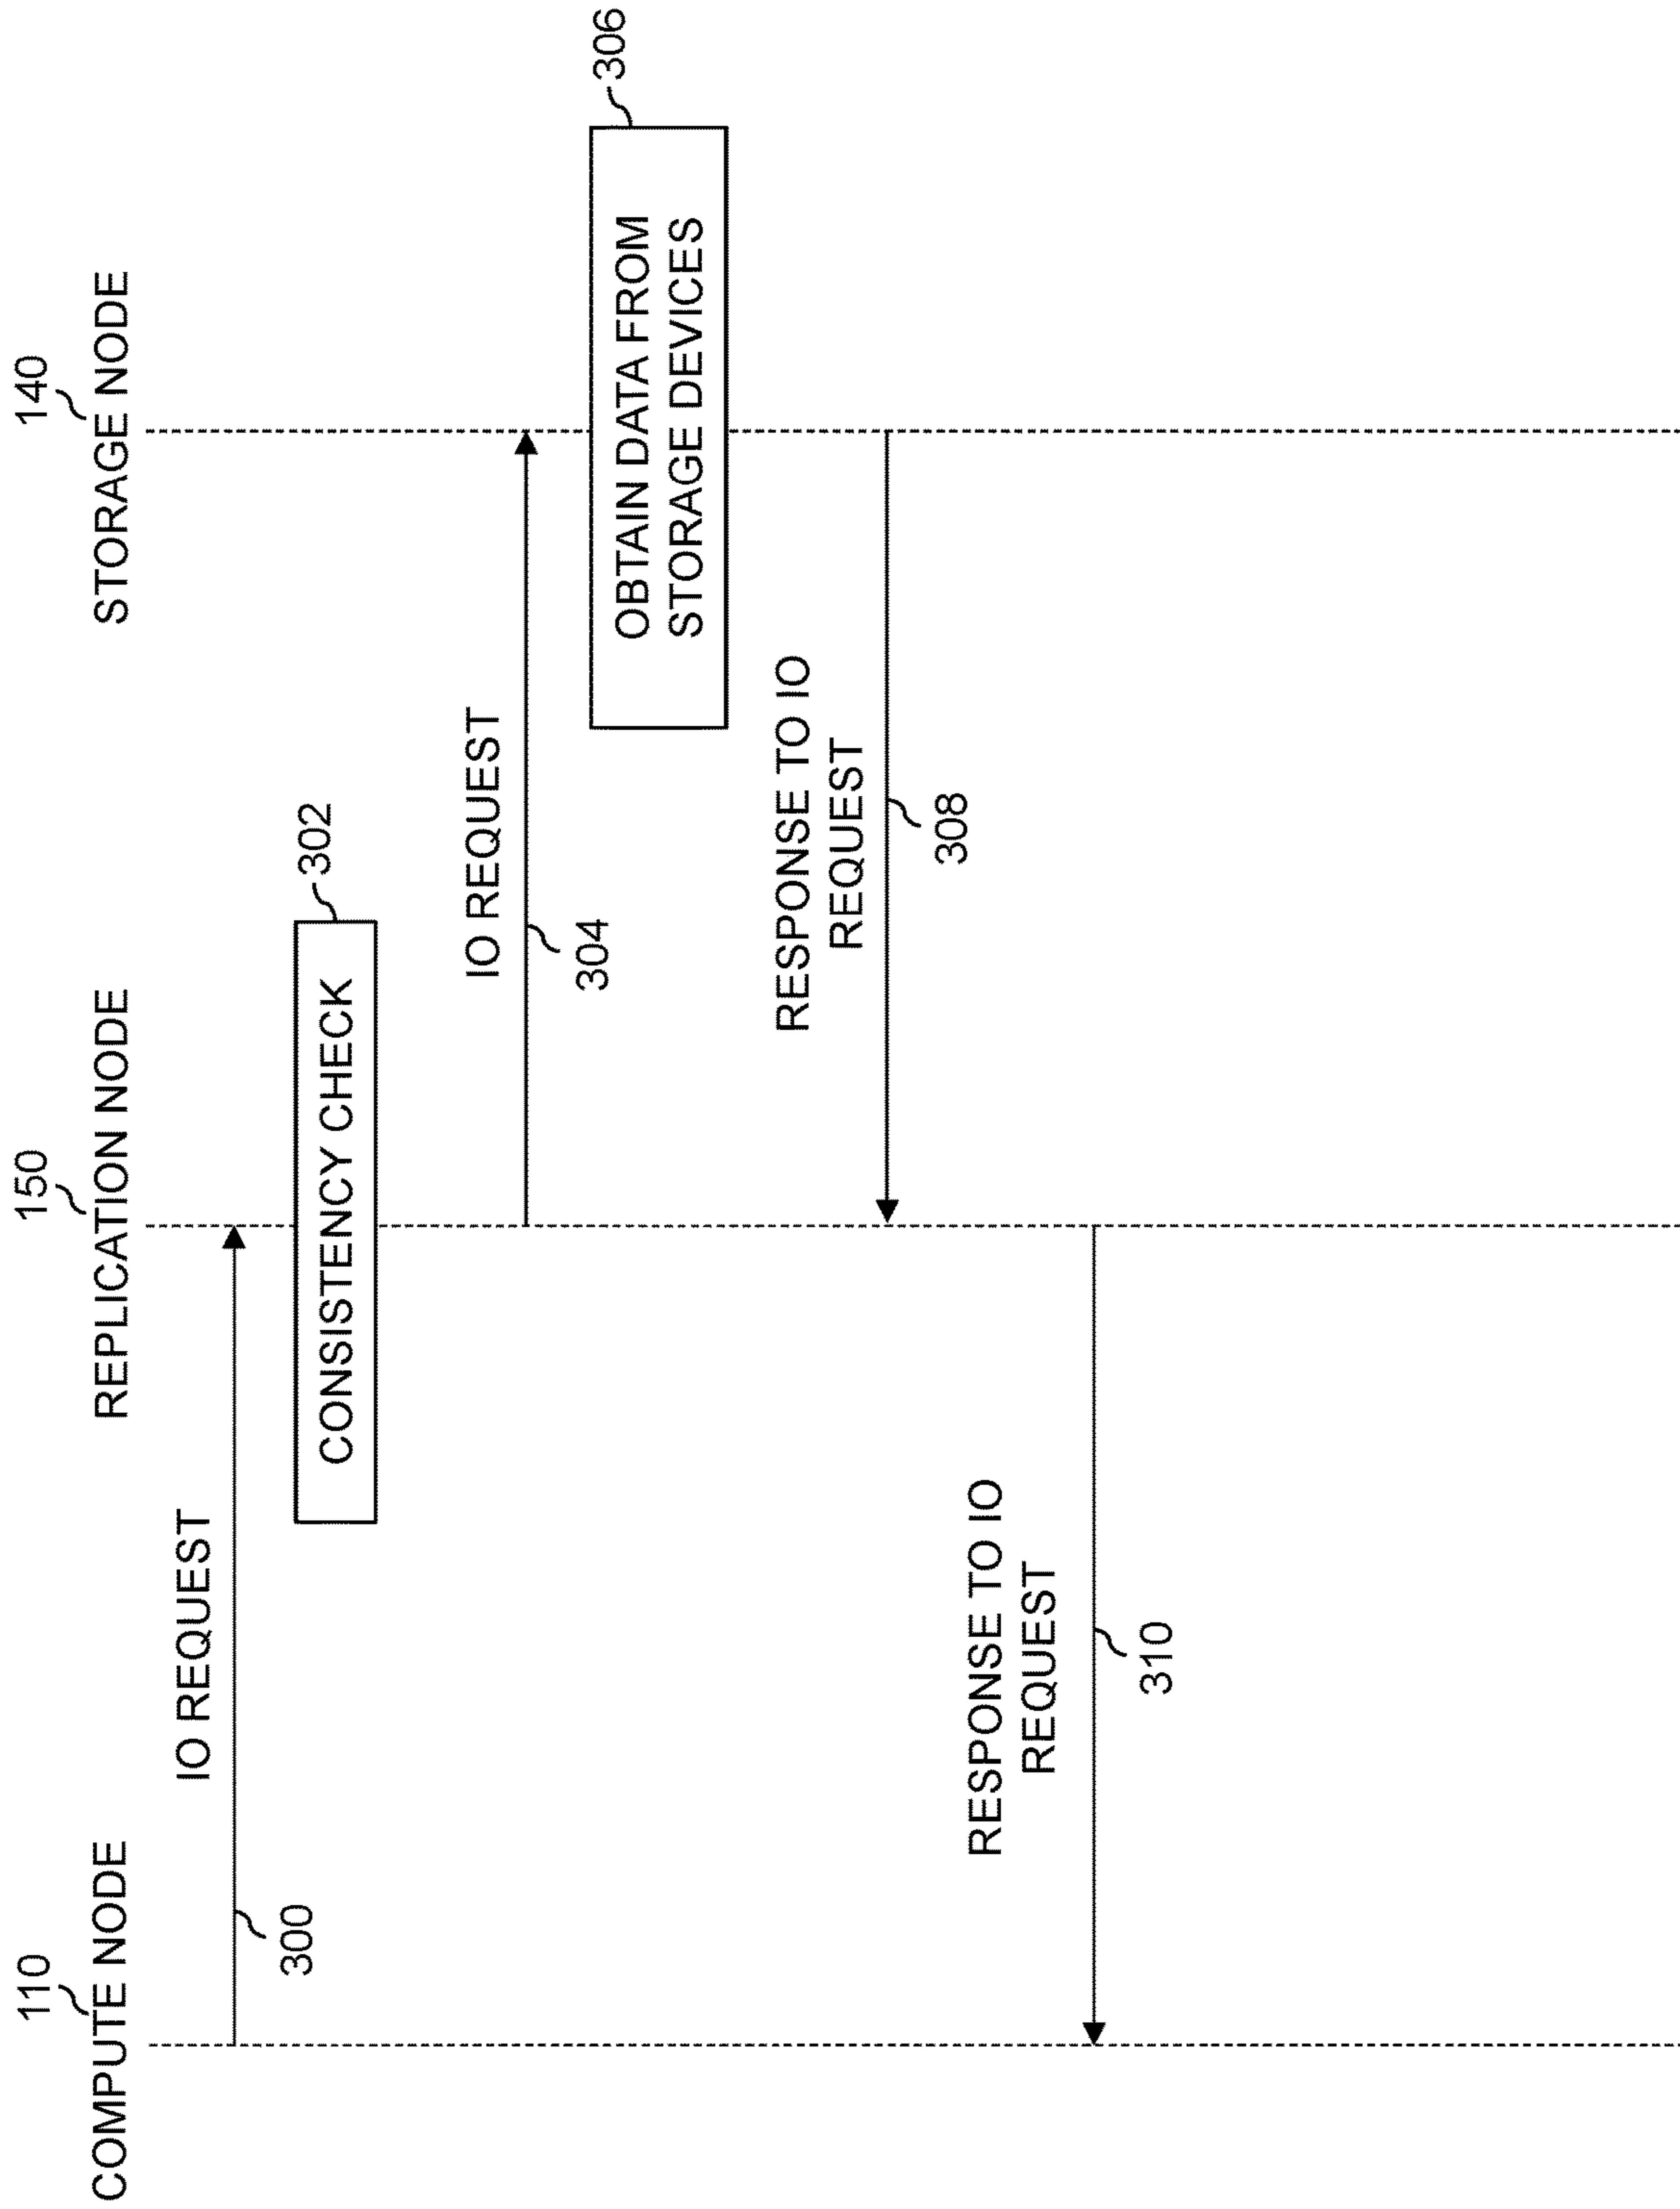 110
COMPUTE NODE
150
REPLICATION NODE
140
STORAGE NODE
IO REQUEST
300
CONSISTENCY CHECK
302
IO REQUEST
304
OBTAIN DATA FROM
STORAGE DEVICES
306
RESPONSE TO IO
REQUEST
308
RESPONSE TO IO
REQUEST
310